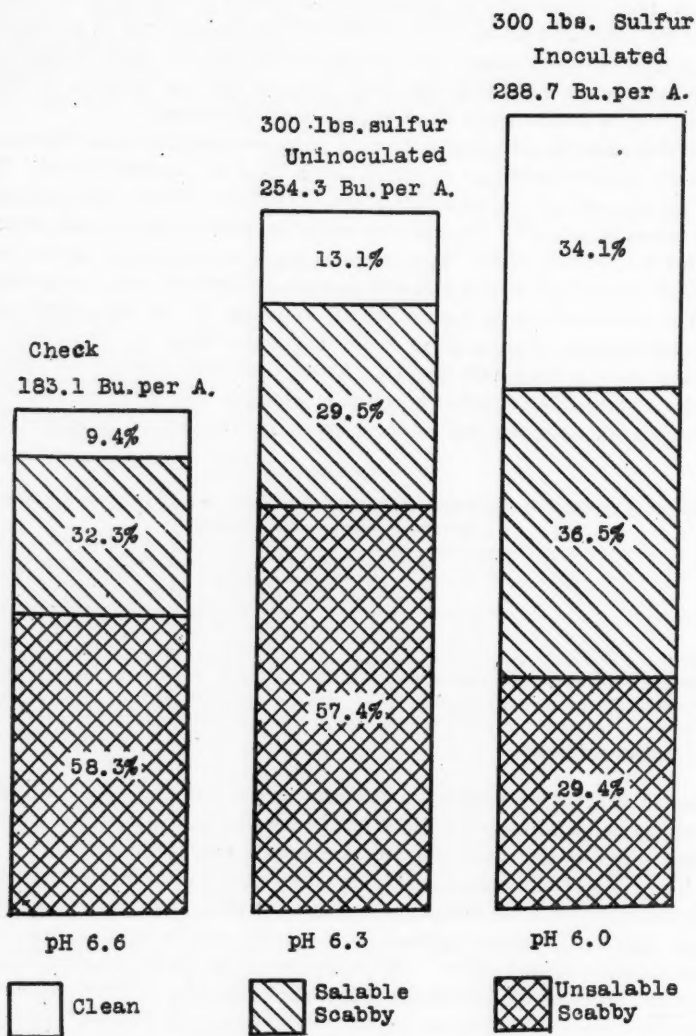 300 lbs. Sulfur
Inoculated
288.7 Bu.per A.
34.1%
36.5%
29.4%
pH 6.0
300 lbs.sulfur
Uninoculated
254.3 Bu.per A.
13.1%
29.5%
57.4%
pH 6.3
Check
183.1 Bu.per A.
9.4%
32.3%
58.3%
pH 6.6
Clean
Salable
Scabby
Unsalable
Scabby